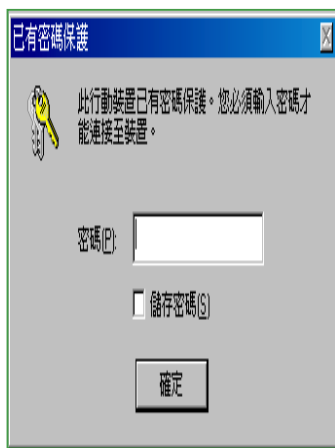 已有密碼保護
此行動裝置已有密碼保護。您必須輸入密碼才
能連接至裝置。
密碼(P):
儲存密碼(S)
確定